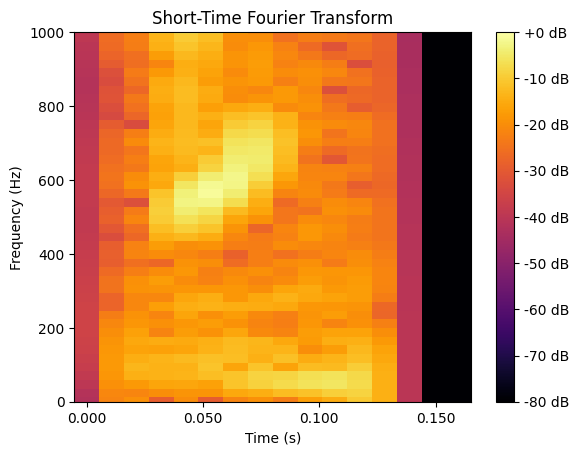 Short-Time Fourier Transform
1000
800
600
400
200
0
Frequency (Hz)
0.000
0.050
0.100
0.150
Time (s)
+0 dB
-10 dB
-20 dB
-30 dB
-40 dB
-50 dB
-60 dB
-70 dB
-80 dB